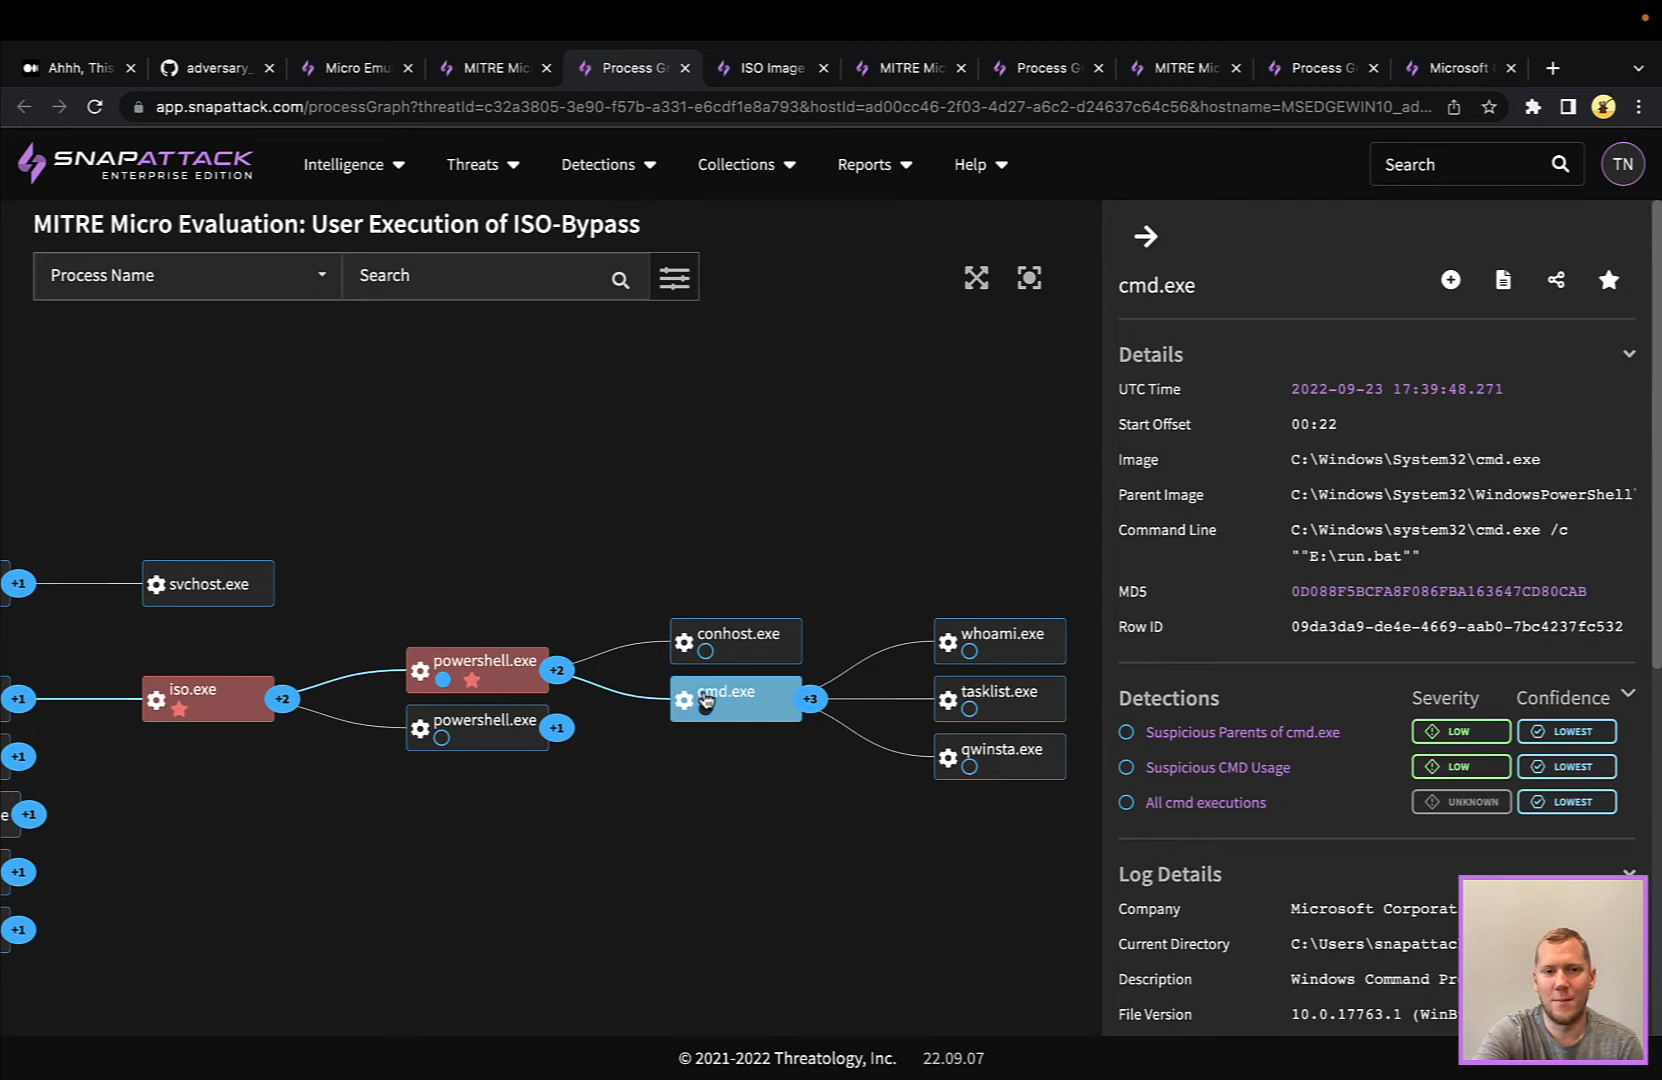 Ahhh, This
adversary_
Micro Emu
MITRE Mic
Process Gr
ISO Image
MITRE Mic
Process Gr
MITRE Mic
Process Gr
Microsoft
app.snapattack.com/processGraph?threatId=c32a3805-3e90-f57b-a331-e6cdf1e8a793&hostId=ad00cc46-2f03-4d27-a6c2-d24637c64c56&hostname=MSEDGEWIN10_ad...
SNAPATTACK
ENTERPRISE EDITION
Intelligence
Threats
Detections
Collections
Reports
Help
Search
TN
MITRE Micro Evaluation: User Execution of ISO-Bypass
Process Name
Search
+1
svchost.exe
+1
iso.exe
+2
powershell.exe
+2
powershell.exe
+1
conhost.exe
cmd.exe
+3
whoami.exe
tasklist.exe
qwinsta.exe
+1
e
+1
+1
+1
cmd.exe
Details
UTC Time 2022-09-23 17:39:48.271
Start Offset 00:22
Image C:\Windows\System32\cmd.exe
Parent Image C:\Windows\System32\WindowsPowerShell
Command Line C:\Windows\system32\cmd.exe /c
""E:\run.bat""
MD5 0D088F5BCFA8F086FBA163647CD80CAB
Row ID 09da3da9-de4e-4669-aab0-7bc4237fc532
Detections Severity Confidence
Suspicious Parents of cmd.exe LOW LOWEST
Suspicious CMD Usage LOW LOWEST
All cmd executions UNKNOWN LOWEST
Log Details
Company Microsoft Corporat
Current Directory C:\Users\snapattac
Description Windows Command Pr
File Version 10.0.17763.1 (WinB
© 2021-2022 Threatology, Inc. 22.09.07